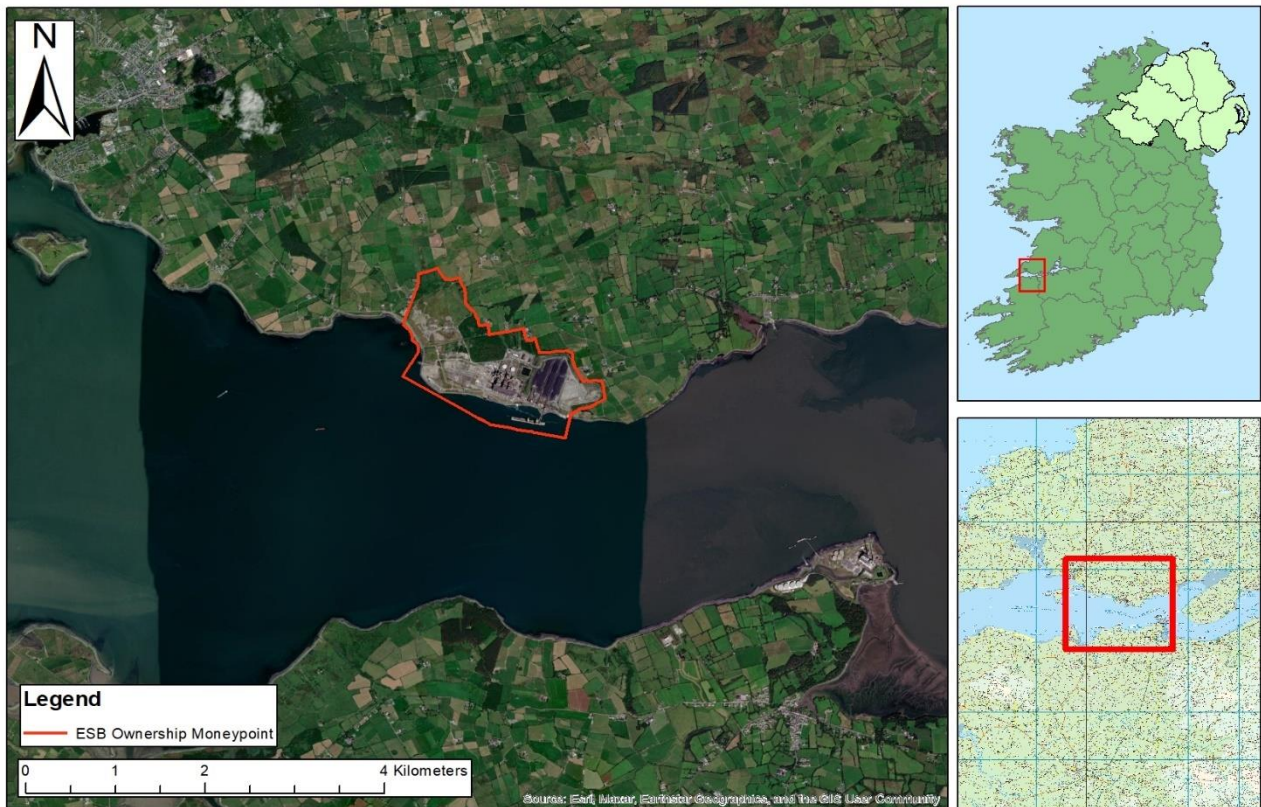 N
Legend
ESB Ownership Moneypoint
0 1 2 4 Kilometers
Source: Esri, Maxar, Earthstar Geographics, and the GIS User Community